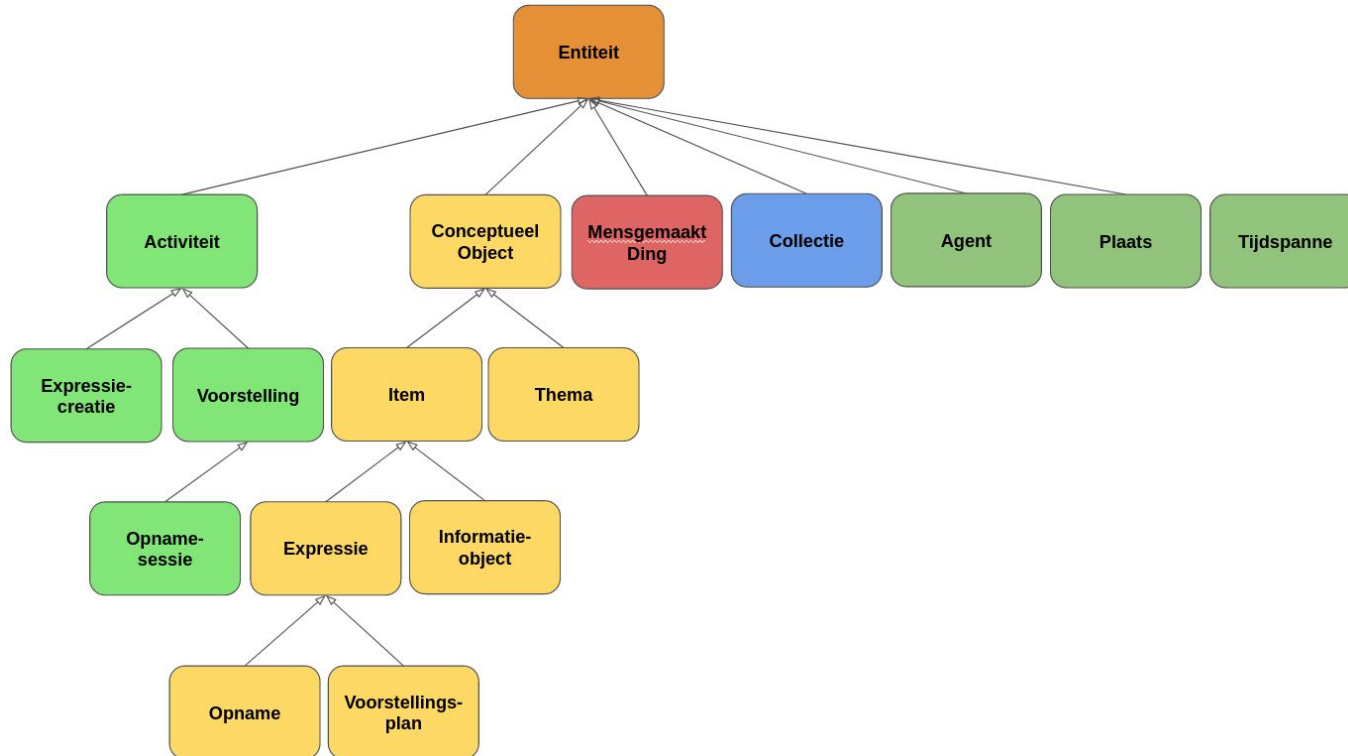 Entiteit
Activiteit
Conceptueel
Object
Mensgemaakt
Ding
Collectie
Agent
Plaats
Tijdspanne
Expressie-
creatie
Voorstelling
Item
Thema
Opname-
sessie
Expressie
Informatie-
object
Opname
Voorstellings-
plan